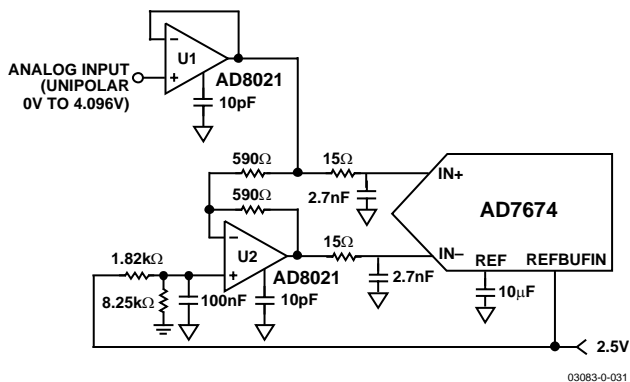 U1
ANALOG INPUT
(UNIPOLAR
0V TO 4.096V)
AD8021
10pF
590Ω
15Ω
IN+
590Ω
2.7nF
AD7674
U2
15Ω
IN–
1.82kΩ
AD8021
REF
REFBUFIN
8.25kΩ
100nF
10pF
2.7nF
10µF
2.5V
03083-0-031